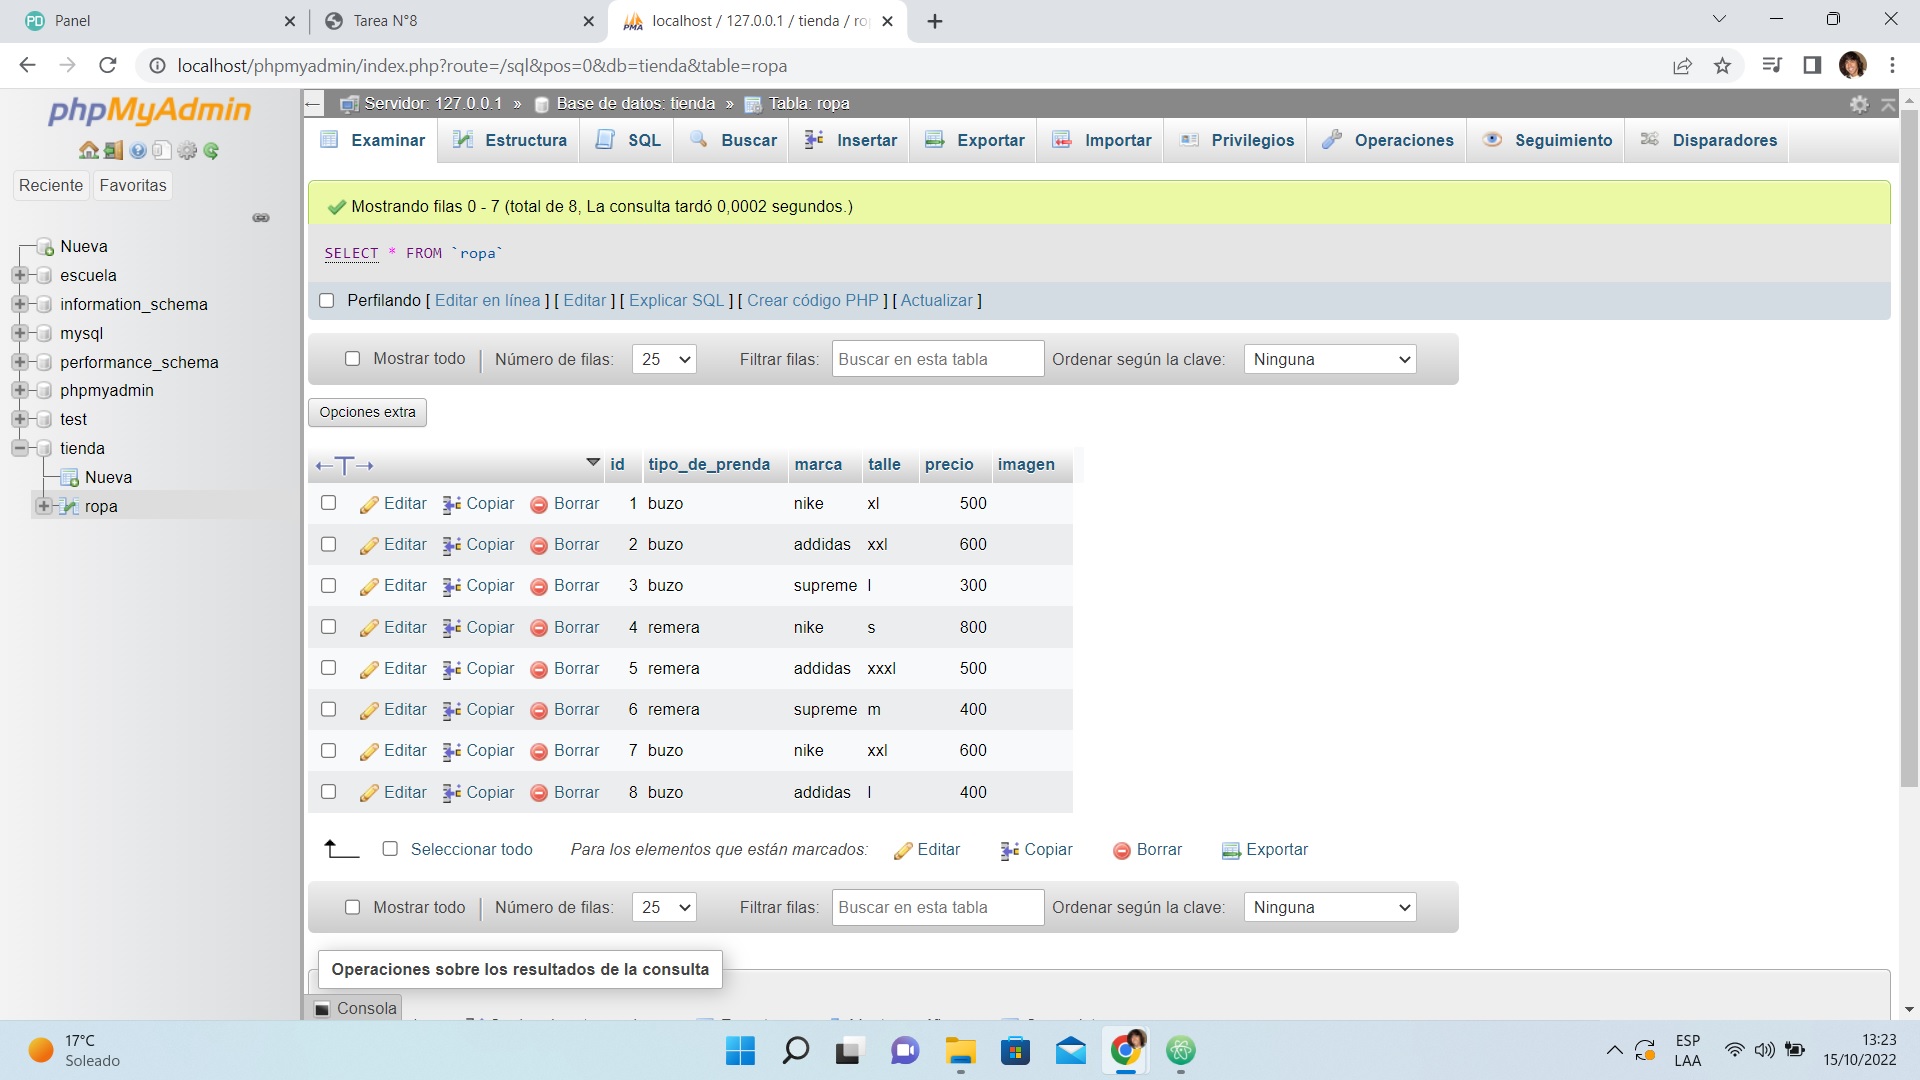 Panel
Tarea N°8
localhost / 127.0.0.1 / tienda / ro
localhost/phpmyadmin/index.php?route=/sql&pos=0&db=tienda&table=ropa
phpMyAdmin
Reciente Favoritas
Nueva
escuela
information_schema
mysql
performance_schema
phpmyadmin
test
tienda
Nueva
ropa
Servidor: 127.0.0.1 » Base de datos: tienda » Tabla: ropa
Examinar Estructura SQL Buscar Insertar Exportar Importar Privilegios Operaciones Seguimiento Disparadores
Mostrando filas 0 - 7 (total de 8, La consulta tardó 0,0002 segundos.)
SELECT * FROM `ropa`
Perfilando [ Editar en línea ] [ Editar ] [ Explicar SQL ] [ Crear código PHP ] [ Actualizar ]
Mostrar todo Número de filas: 25 Filtrar filas: Buscar en esta tabla Ordenar según la clave: Ninguna
Opciones extra
←T→ id tipo_de_prenda marca talle precio imagen
Editar Copiar Borrar 1 buzo nike xl 500
Editar Copiar Borrar 2 buzo addidas xxl 600
Editar Copiar Borrar 3 buzo supreme l 300
Editar Copiar Borrar 4 remera nike s 800
Editar Copiar Borrar 5 remera addidas xxxl 500
Editar Copiar Borrar 6 remera supreme m 400
Editar Copiar Borrar 7 buzo nike xxl 600
Editar Copiar Borrar 8 buzo addidas l 400
Seleccionar todo Para los elementos que están marcados: Editar Copiar Borrar Exportar
Mostrar todo Número de filas: 25 Filtrar filas: Buscar en esta tabla Ordenar según la clave: Ninguna
Operaciones sobre los resultados de la consulta
Consola
17°C
Soleado
ESP
LAA
13:23
15/10/2022